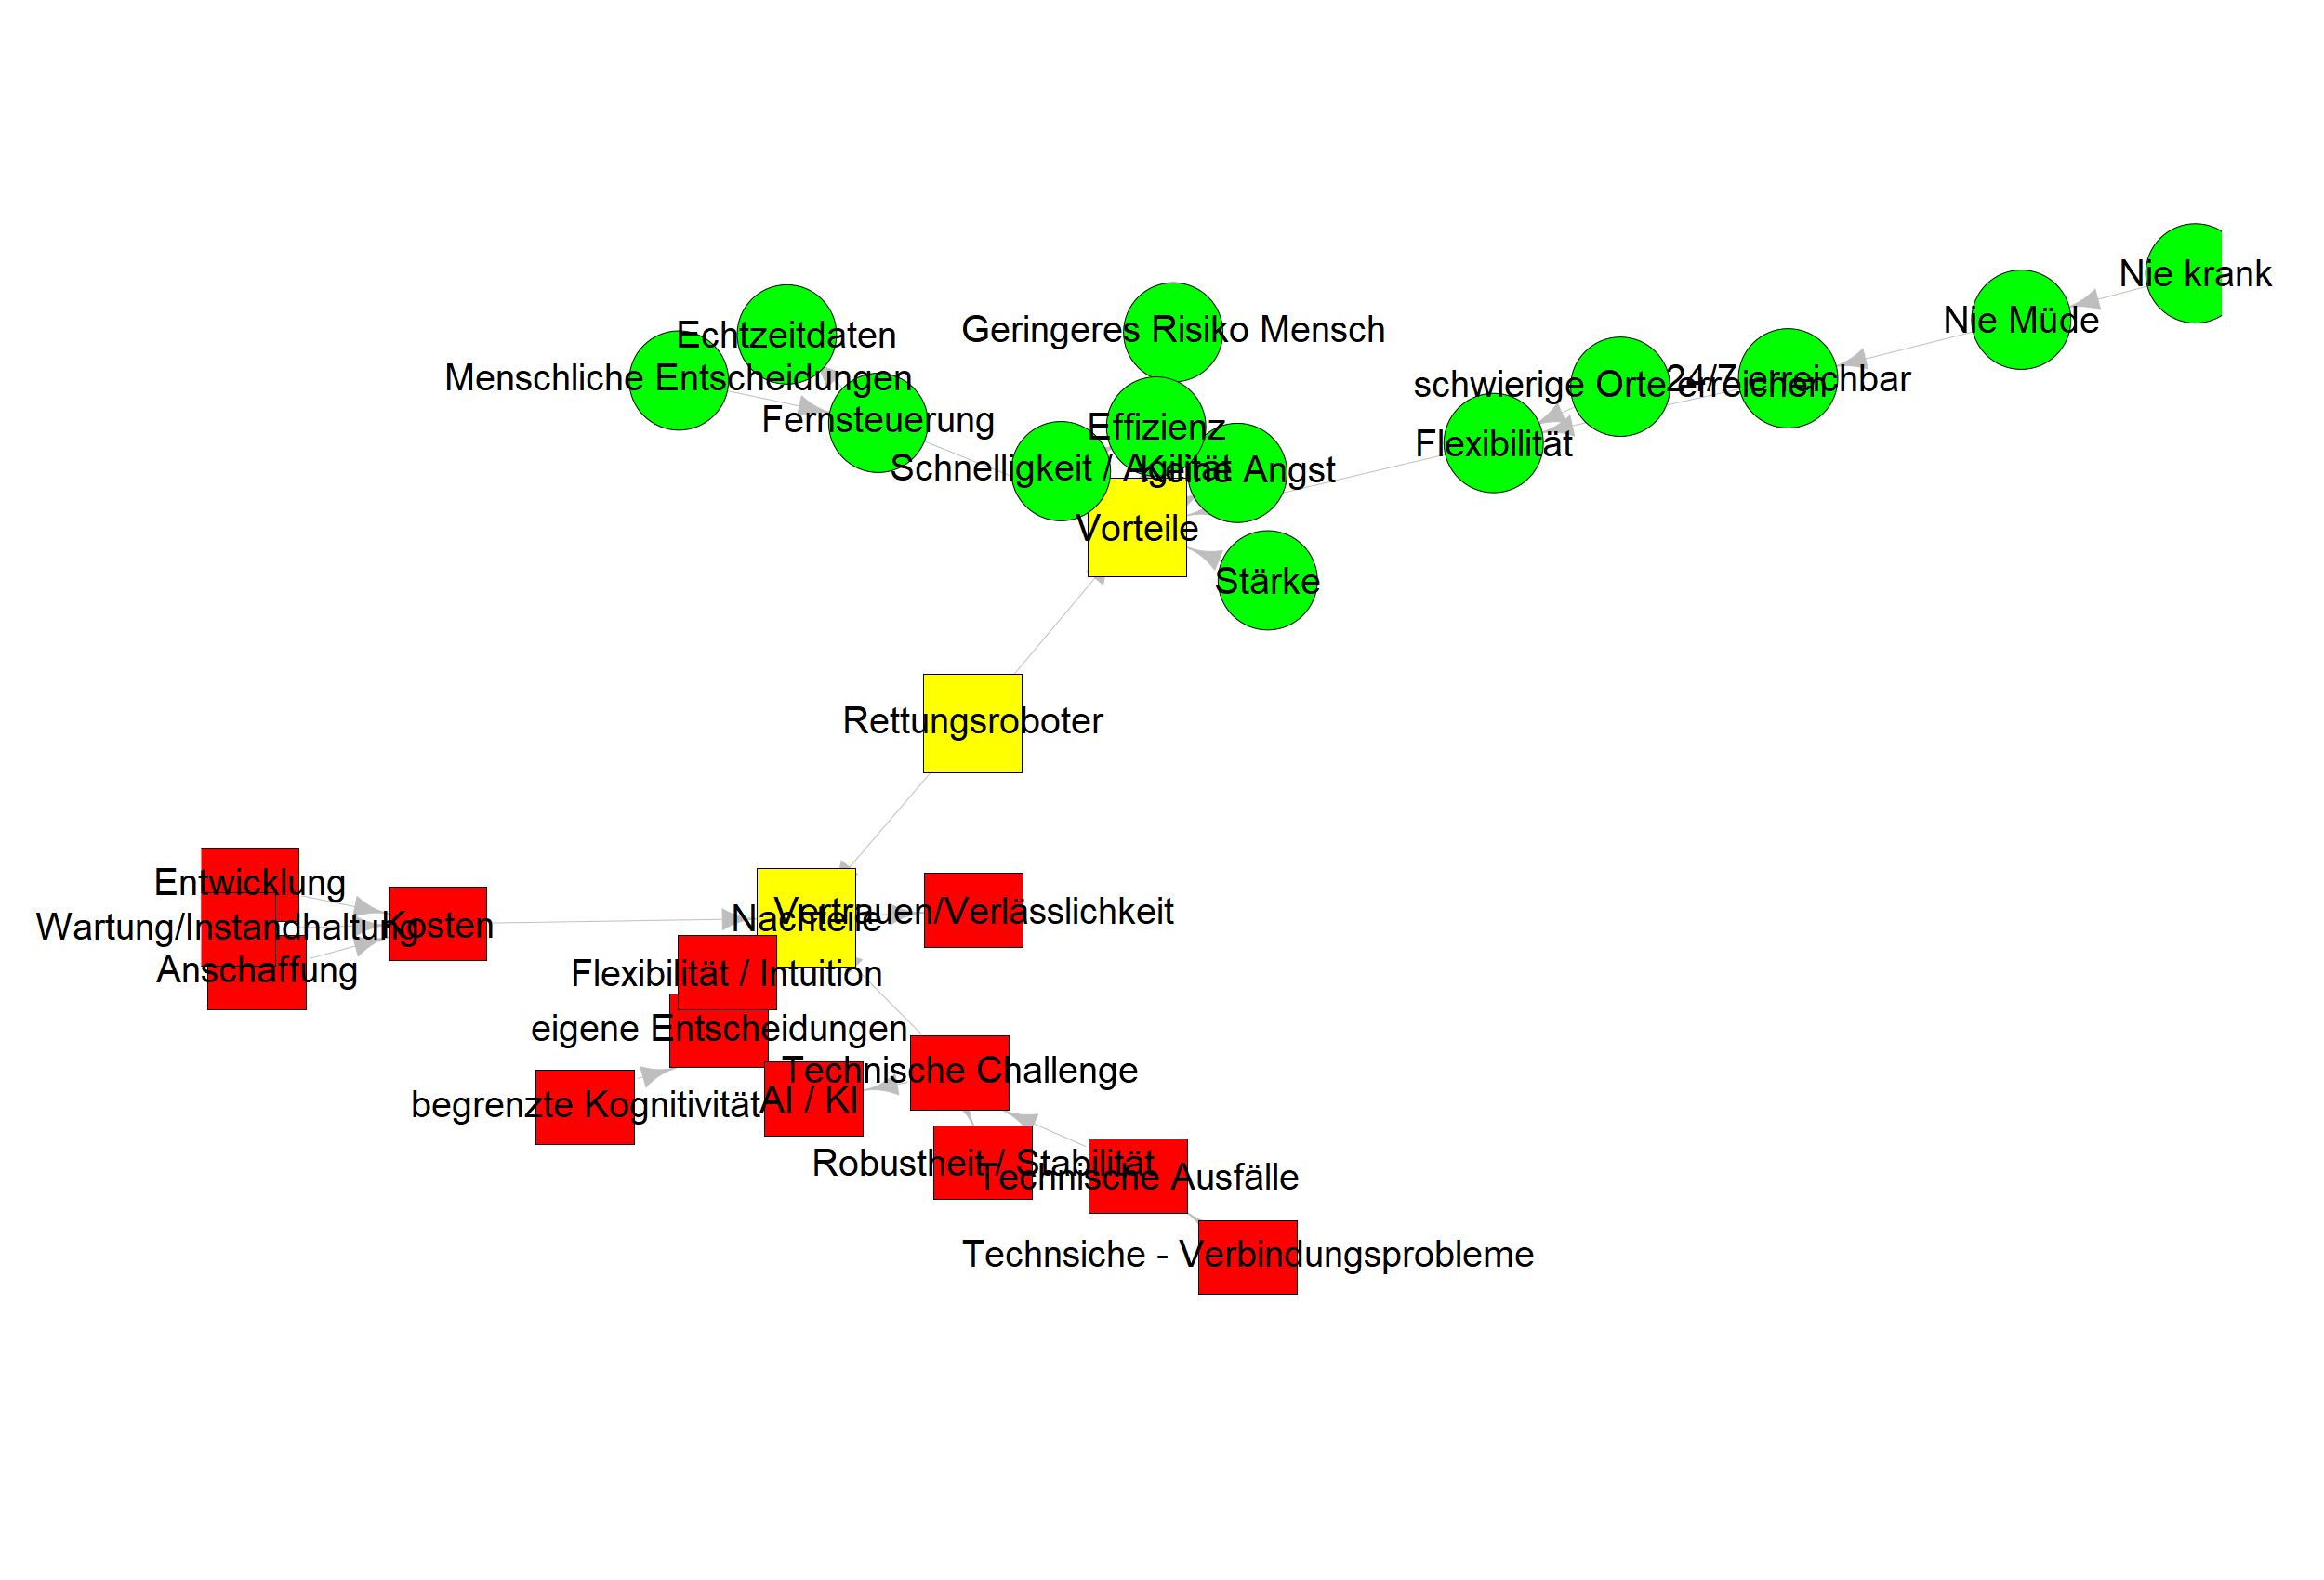 Nie krank
Nie Müde
Echtzeitdaten
Geringeres Risiko Mensch
Menschliche Entscheidungen
schwierige Orte erreichen
24/7 erreichbar
Fernsteuerung
Effizienz
Flexibilität
Schnelligkeit / Agilität
Keine Angst
Vorteile
Stärke
Rettungsroboter
Entwicklung
Wartung/Instandhaltung
Kosten
Nachteile
Vertrauen/Verlässlichkeit
Anschaffung
Flexibilität / Intuition
eigene Entscheidungen
Technische Challenge
begrenzte Kognitivität
AI / KI
Robustheit / Stabilität
Technische Ausfälle
Technsiche - Verbindungsprobleme